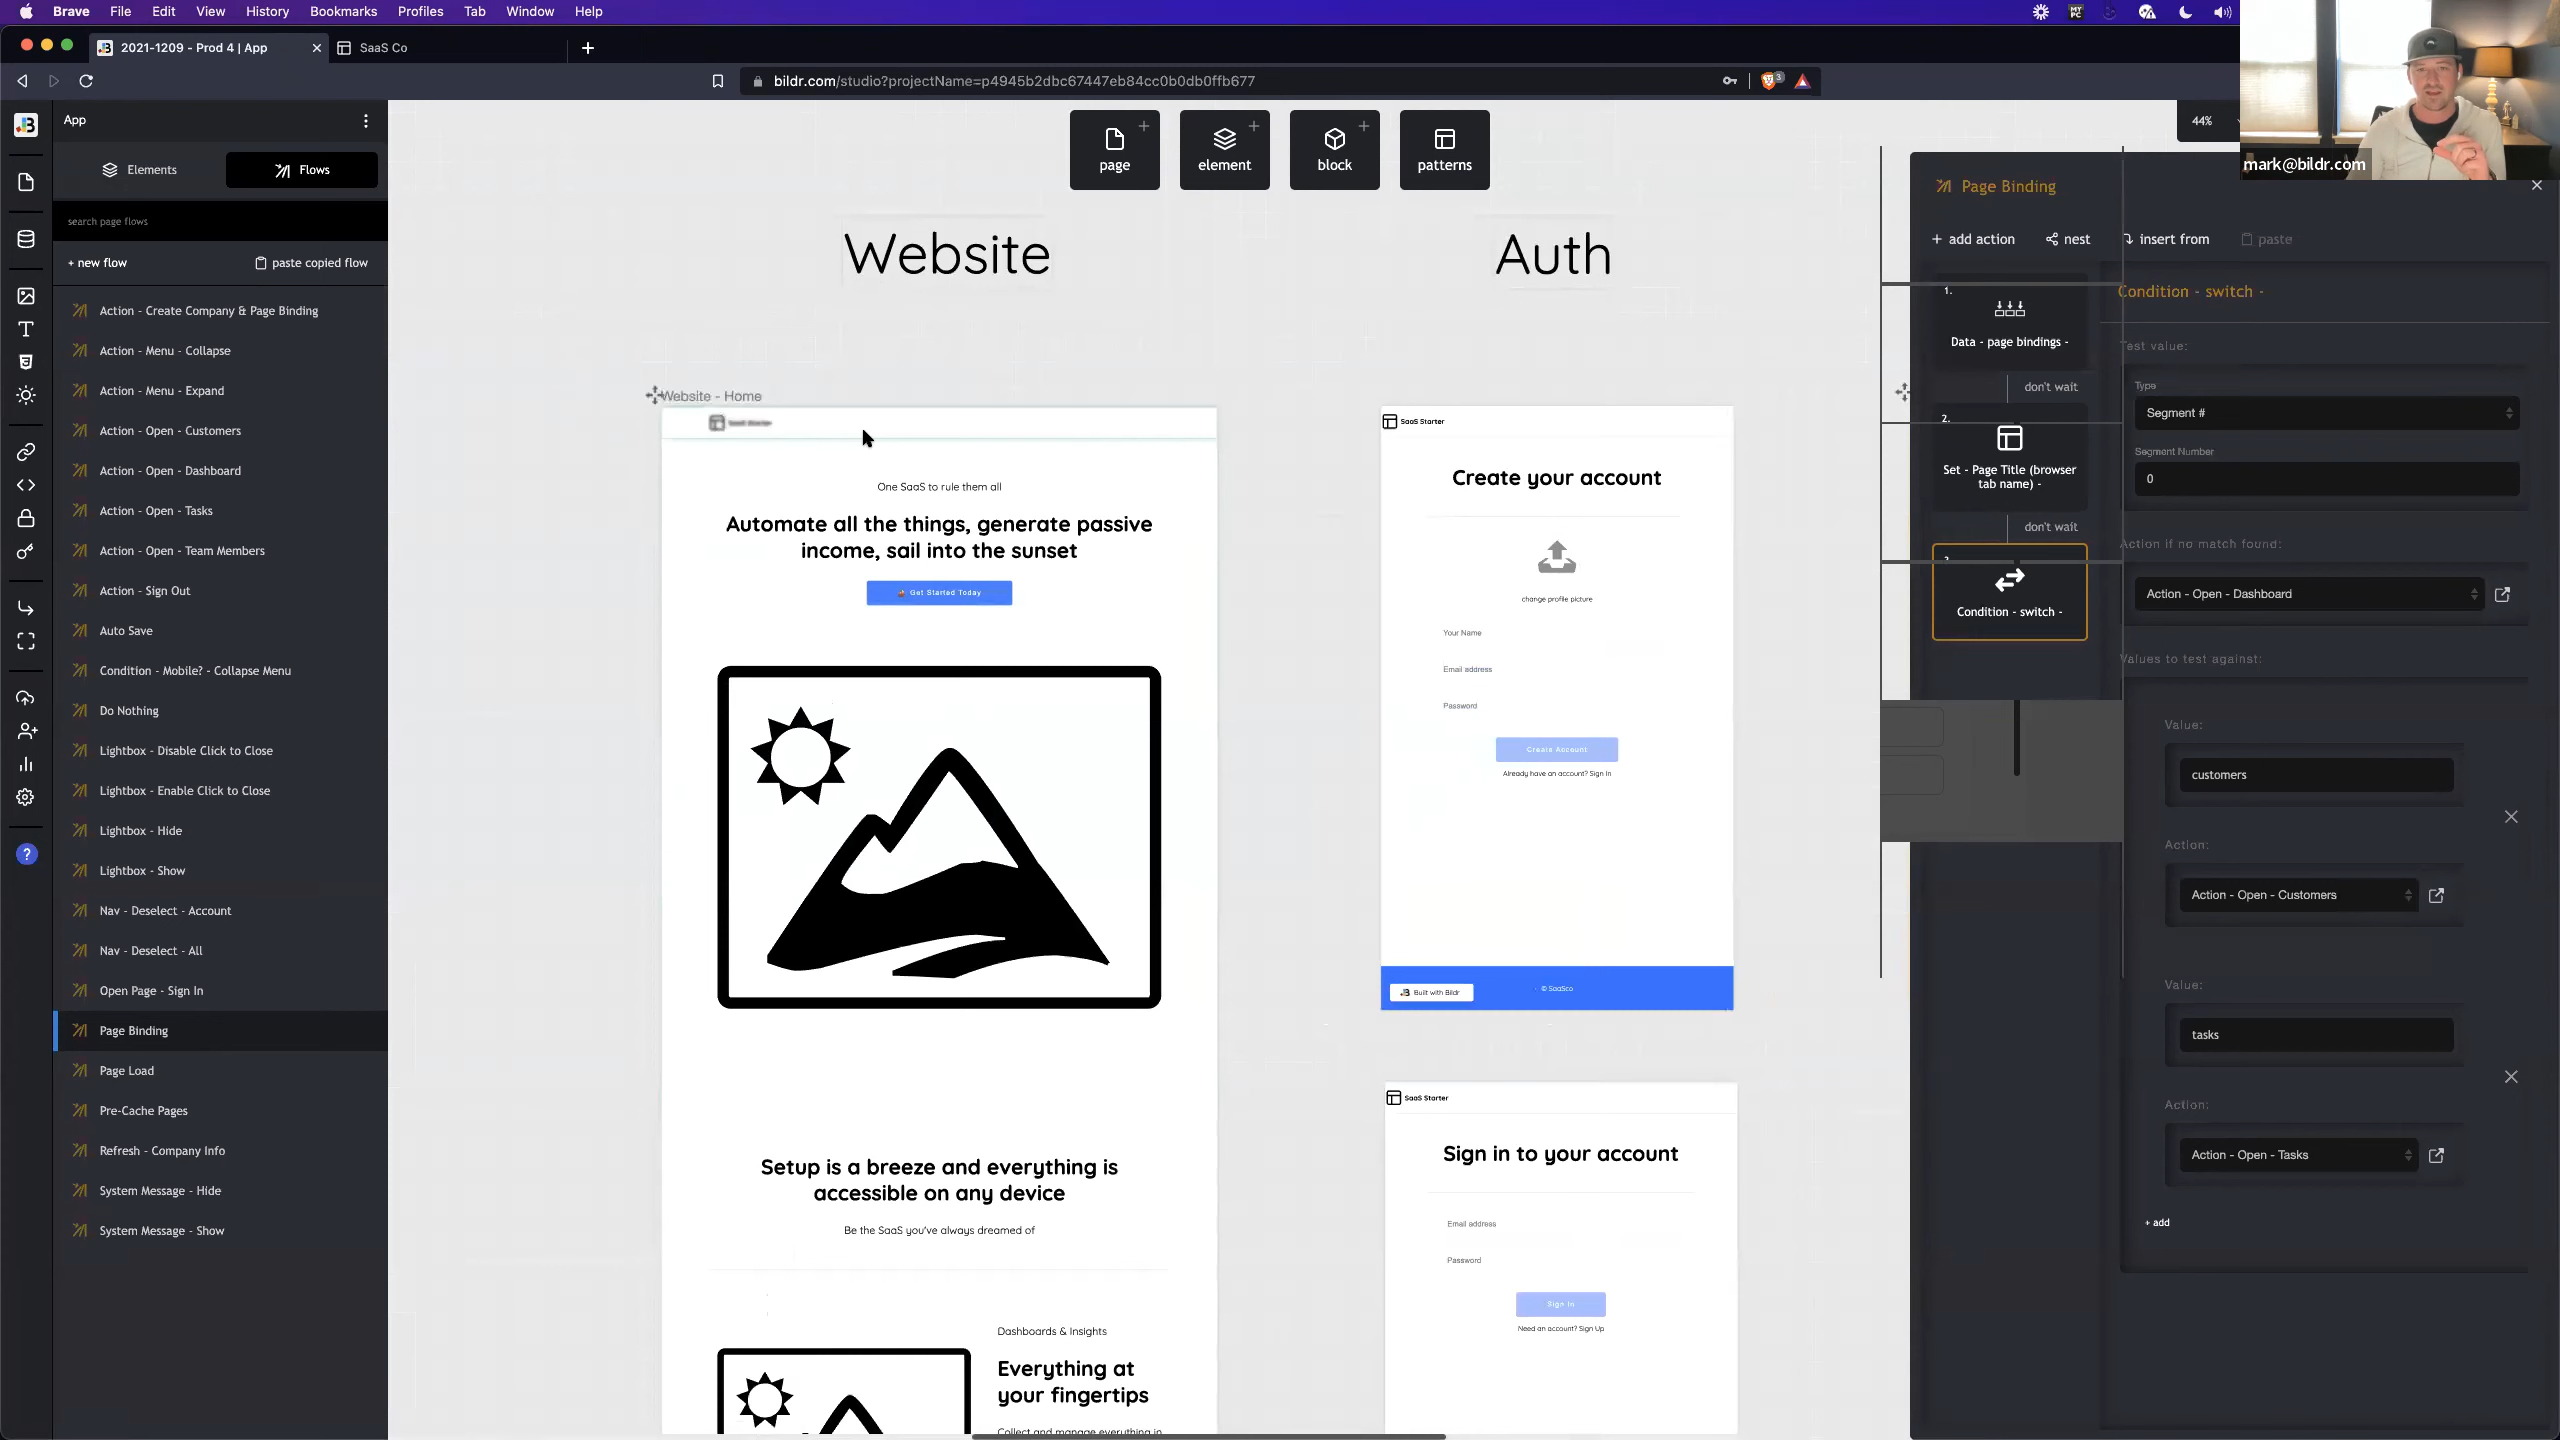 Brave File Edit View History Bookmarks Profiles Tab Window Help
2021-1209 - Prod 4 | App
SaaS Co
bildr.com/studio?projectName=p4945b2dbc67447eb84cc0b0db0ffb677
3
mark@bildr.com
App
Elements
Flows
search page flows
+ new flow
paste copied flow
Action - Create Company & Page Binding
Action - Menu - Collapse
Action - Menu - Expand
Action - Open - Customers
Action - Open - Dashboard
Action - Open - Tasks
Action - Open - Team Members
Action - Sign Out
Auto Save
Condition - Mobile? - Collapse Menu
Do Nothing
Lightbox - Disable Click to Close
Lightbox - Enable Click to Close
Lightbox - Hide
Lightbox - Show
Nav - Deselect - Account
Nav - Deselect - All
Open Page - Sign In
Page Binding
Page Load
Pre-Cache Pages
Refresh - Company Info
System Message - Hide
System Message - Show
page
element
block
patterns
44%
Website
Website - Home
SaaS Starter
One SaaS to rule them all
Automate all the things, generate passive
income, sail into the sunset
Get Started Today
Setup is a breeze and everything is
accessible on any device
Be the SaaS you've always dreamed of
Dashboards & Insights
Everything at
your fingertips
Collect and manage everything in
Auth
SaaS Starter
Create your account
change profile picture
Your Name
Email address
Password
Create Account
Already have an account? Sign In
Built with Bildr
© SaaSco
SaaS Starter
Sign in to your account
Email address
Password
Sign In
Need an account? Sign Up
Page Binding
+ add action
nest
insert from
paste
1.
Data - page bindings -
don't wait
2.
Set - Page Title (browser
tab name) -
don't wait
Condition - switch -
Condition - switch -
Test value:
Type
Segment #
Segment Number
0
Action if no match found:
Action - Open - Dashboard
Values to test against:
Value:
customers
Action:
Action - Open - Customers
Value:
tasks
Action:
Action - Open - Tasks
+ add